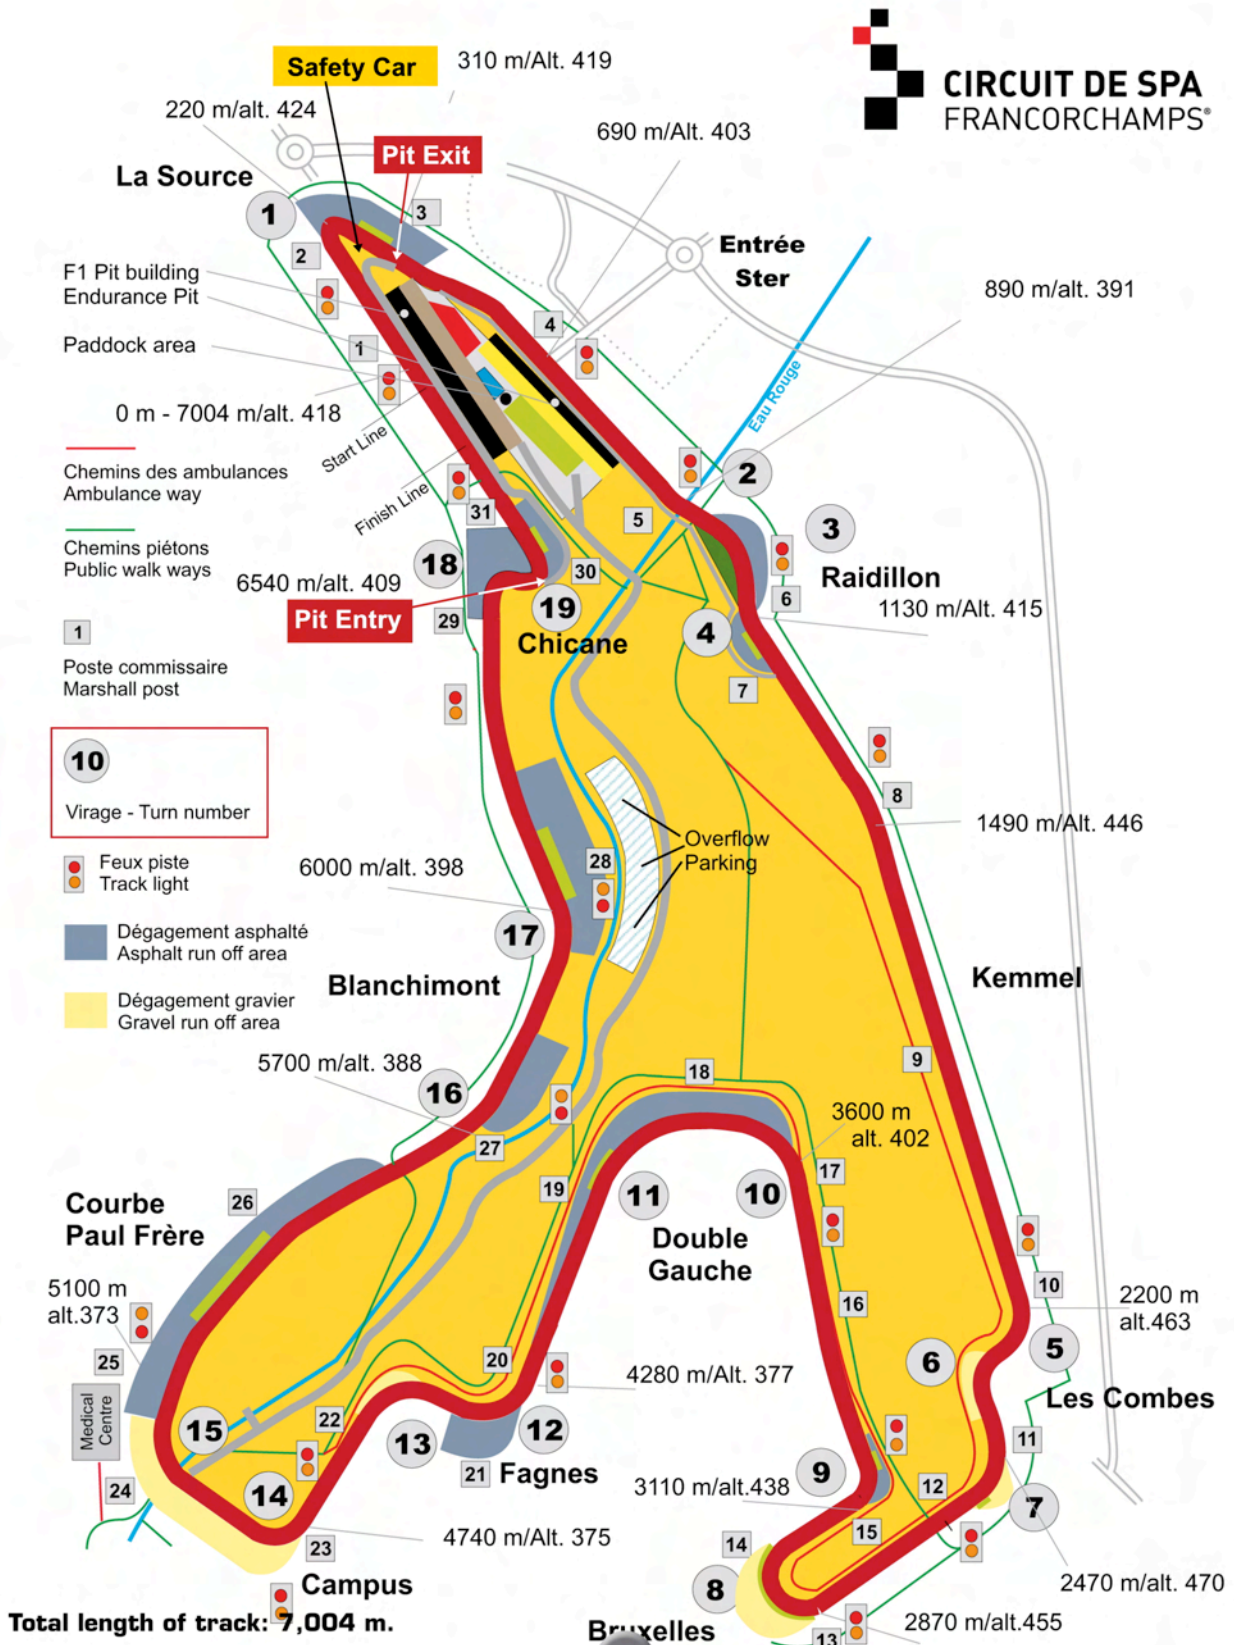 Safety Car
310 m/Alt. 419
CIRCUIT DE SPA
FRANCORCHAMPS®
220 m/alt. 424
690 m/Alt. 403
Pit Exit
La Source
1
3
2
Entrée
Ster
F1 Pit building
Endurance Pit
890 m/alt. 391
4
Paddock area
1
Eau Rouge
0 m - 7004 m/alt. 418
Start Line
Chemins des ambulances
Ambulance way
Finish Line
2
31
5
3
Chemins piétons
Public walk ways
18
6540 m/alt. 409
30
Raidillon
6
1130 m/Alt. 415
Pit Entry
19
29
4
Chicane
1
Poste commissaire
Marshall post
7
10
Virage - Turn number
8
1490 m/Alt. 446
Overflow
Parking
Feux piste
Track light
28
6000 m/alt. 398
17
Dégagement asphalté
Asphalt run off area
Blanchimont
Kemmel
Dégagement gravier
Gravel run off area
5700 m/alt. 388
9
18
16
3600 m
alt. 402
27
17
19
11
10
26
Courbe
Paul Frère
Double
Gauche
5100 m
alt.373
10
2200 m
alt.463
16
5
6
25
20
4280 m/Alt. 377
Les Combes
Medical
Centre
15
22
13
12
11
21
Fagnes
9
24
14
3110 m/alt.438
12
7
15
4740 m/Alt. 375
23
14
Campus
8
2470 m/alt. 470
Total length of track: 7,004 m.
Bruxelles
2870 m/alt.455
13